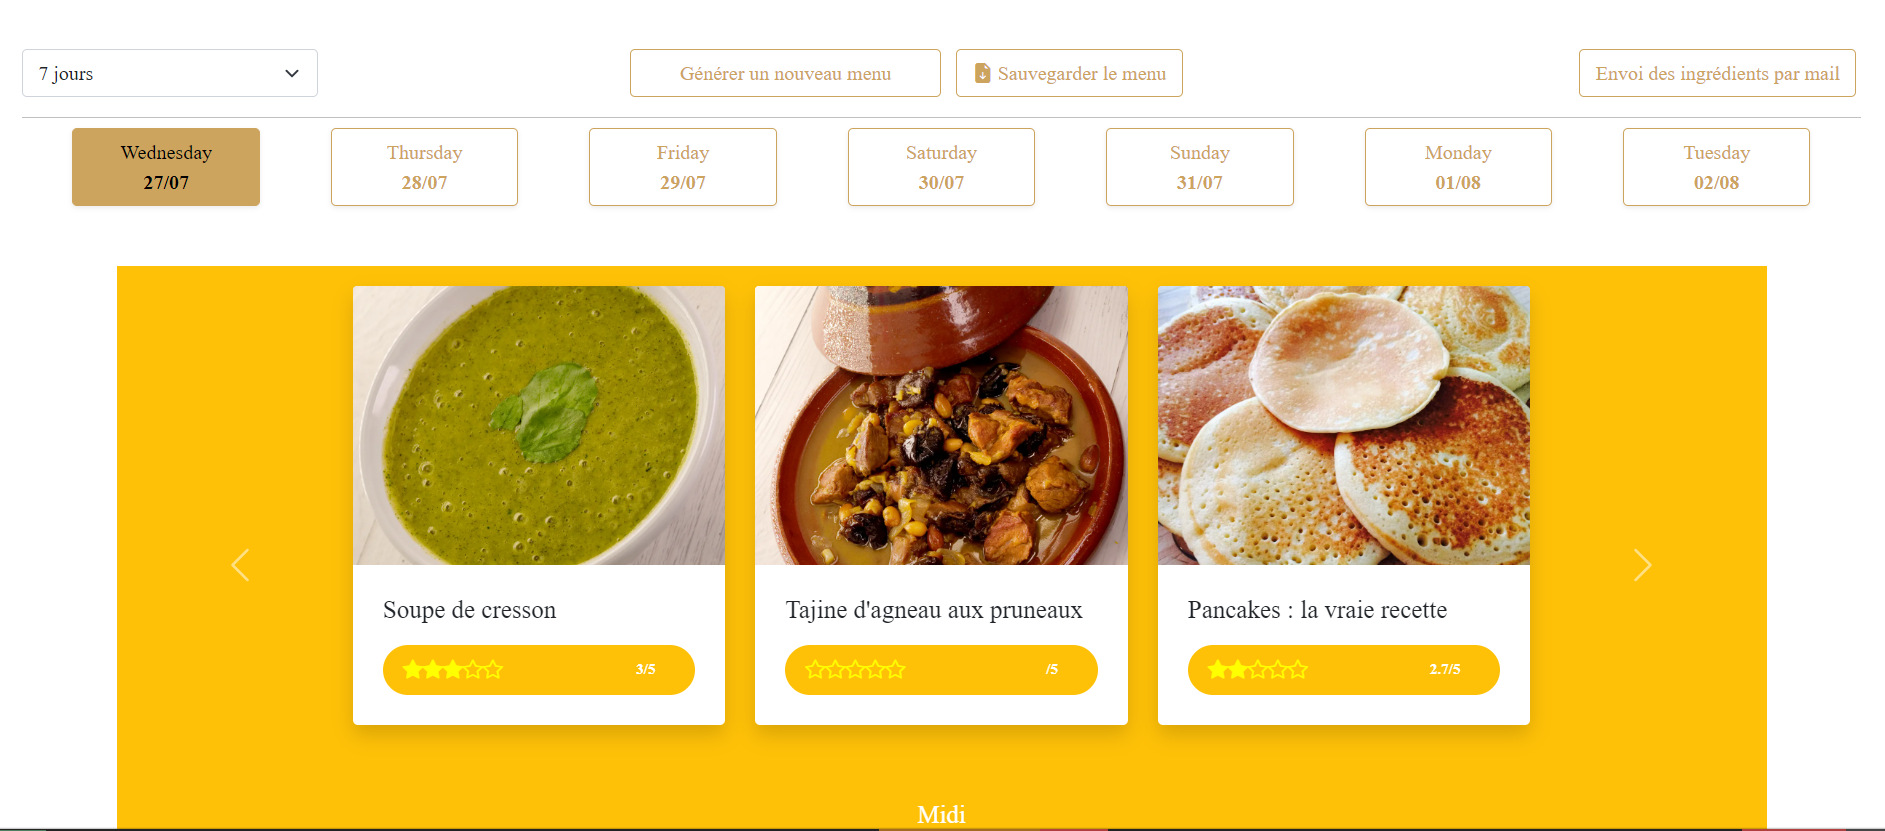 7 jours
Générer un nouveau menu
Sauvegarder le menu
Envoi des ingrédients par mail
Wednesday
27/07
Thursday
28/07
Friday
29/07
Saturday
30/07
Sunday
31/07
Monday
01/08
Tuesday
02/08
Soupe de cresson
3/5
Tajine d'agneau aux pruneaux
/5
Pancakes : la vraie recette
2.7/5
Midi